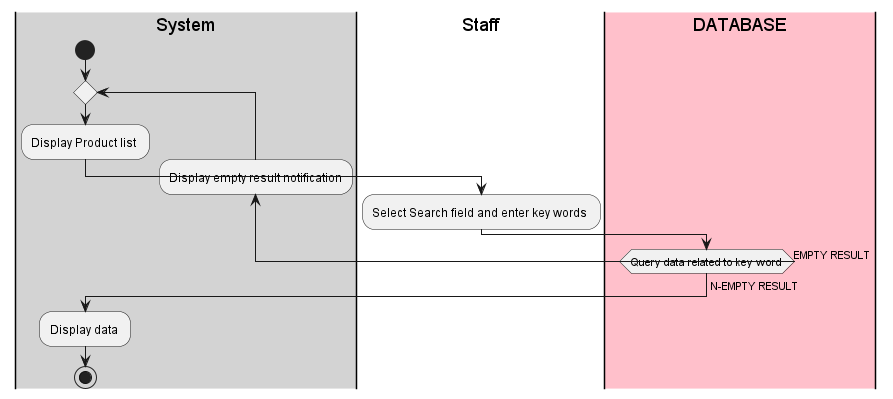 System
Staff
DATABASE
Display Product list
Display empty result notification
Select Search field and enter key words
Query data related to key word
EMPTY RESULT
N-EMPTY RESULT
Display data